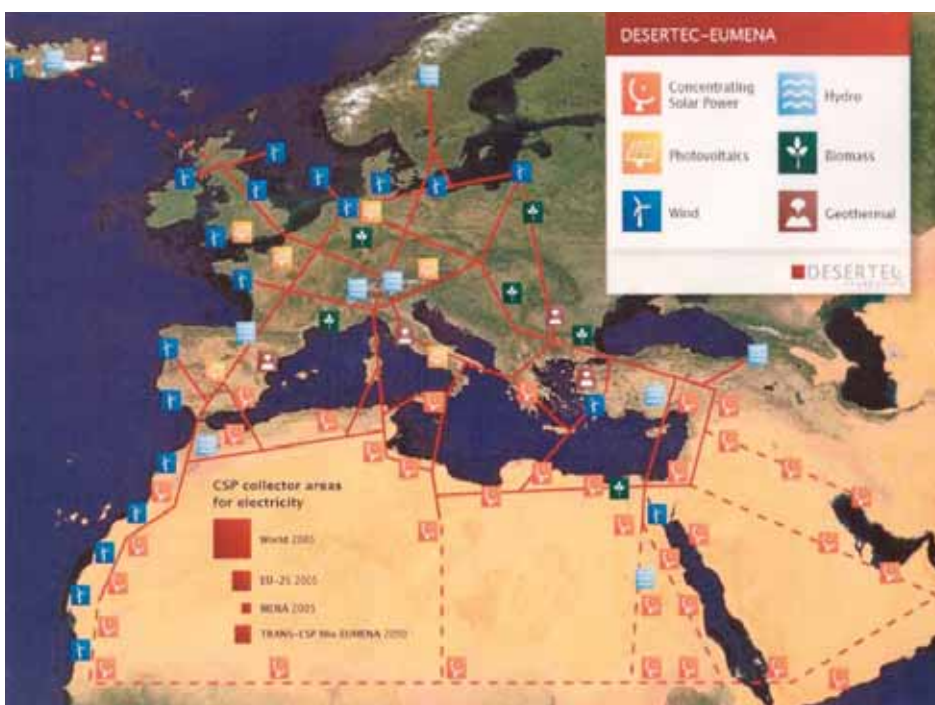 DESERTEC-EUMENA
Concentrating
Solar Power
Hydro
Photovoltaics
Biomass
Wind
Geothermal
DESERTEC
CSP collector areas
for electricity
World 2005
EU-25 2005
MENA 2005
TRANS-CSP Mix EUMENA 2050